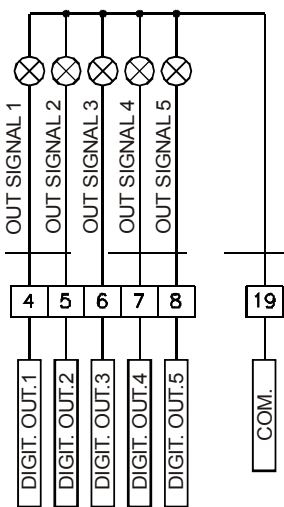 OUT SIGNAL 1
OUT SIGNAL 2
OUT SIGNAL 3
OUT SIGNAL 4
OUT SIGNAL 5
4 5 6 7 8 19
DIGIT. OUT.1
DIGIT. OUT.2
DIGIT. OUT.3
DIGIT. OUT.4
DIGIT. OUT.5
COM.